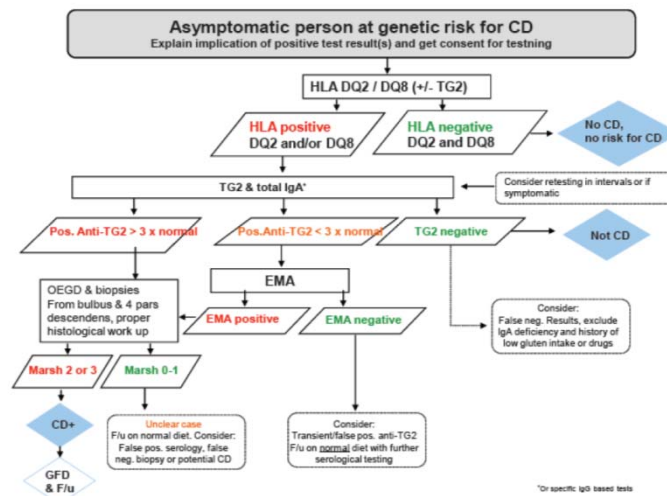 Asymptomatic person at genetic risk for CD
Explain implication of positive test result(s) and get consent for testning
HLA DQ2 / DQ8 (+/- TG2)
HLA positive
DQ2 and/or DQ8
HLA negative
DQ2 and DQ8
No CD,
no risk for CD
TG2 & total IgA*
Consider retesting in intervals or if
symptomatic
Pos. Anti-TG2 > 3 x normal
Pos.Anti-TG2 < 3 x normal
TG2 negative
Not CD
OEGD & biopsies
From bulbus & 4 pars
descendens, proper
histological work up
EMA
EMA positive
EMA negative
Consider:
False neg. Results, exclude
IgA deficiency and history of
low gluten intake or drugs
Marsh 2 or 3
Marsh 0-1
CD+
Unclear case
F/u on normal diet. Consider:
False pos. serology, false
neg. biopsy or potential CD
Consider:
Transient/false pos. anti-TG2
F/u on normal diet with further
serological testing
GFD
& F/u
*Or specific IgG based tests